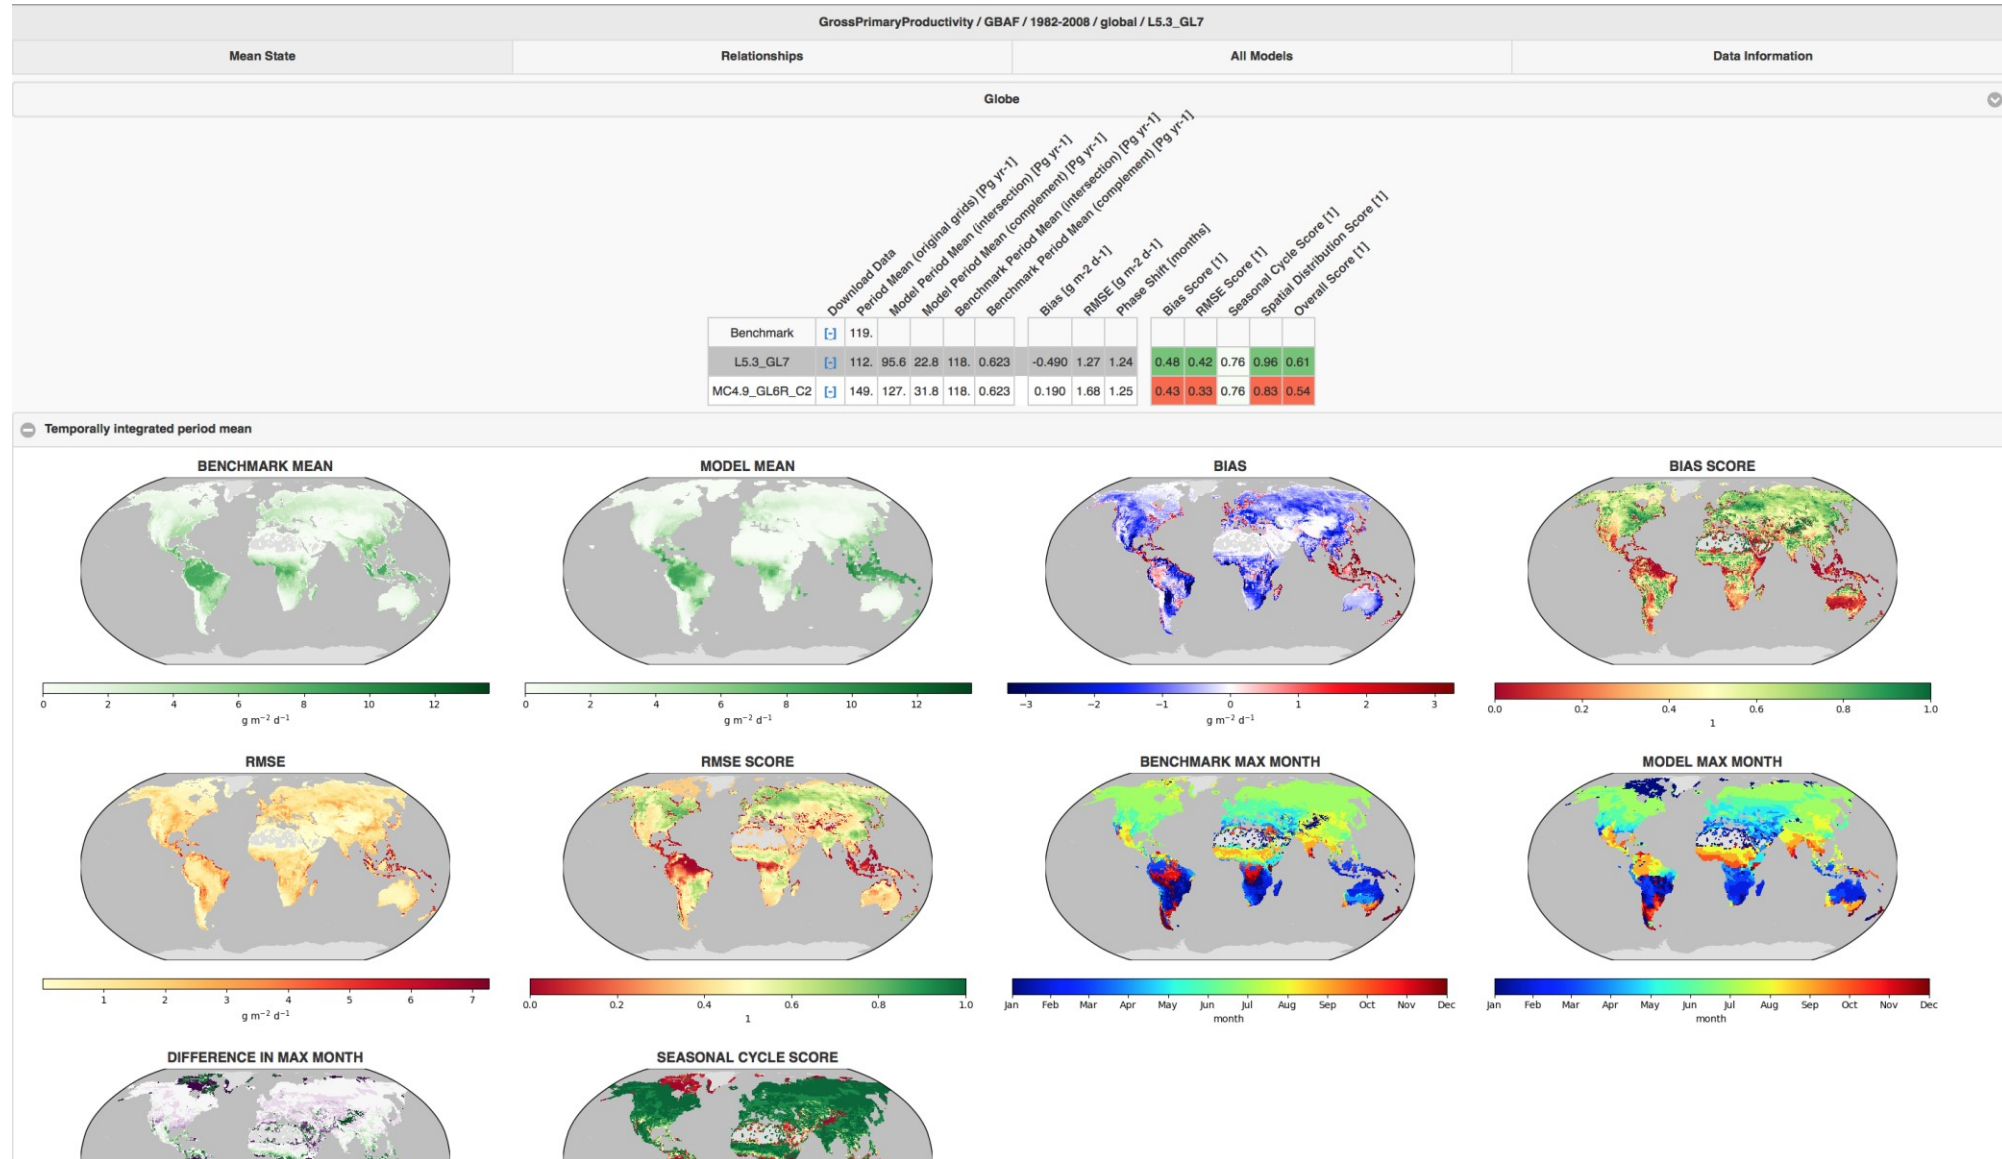 GrossPrimaryProductivity / GBAF / 1982-2008 / global / L5.3_GL7
Mean State Relationships All Models Data Information
Globe
Download Data
Period Mean (original grids) [Pg yr-1]
Model Period Mean (intersection) [Pg yr-1]
Model Period Mean (complement) [Pg yr-1]
Benchmark Period Mean (intersection) [Pg yr-1]
Benchmark Period Mean (complement) [Pg yr-1]
Bias [g m-2 d-1]
RMSE [g m-2 d-1]
Phase Shift [months]
Bias Score [1]
RMSE Score [1]
Seasonal Cycle Score [1]
Spatial Distribution Score [1]
Overall Score [1]
Benchmark [-] 119.
L5.3_GL7 [-] 112. 95.6 22.8 118. 0.623 -0.490 1.27 1.24 0.48 0.42 0.76 0.96 0.61
MC4.9_GL6R_C2 [-] 149. 127. 31.8 118. 0.623 0.190 1.68 1.25 0.43 0.33 0.76 0.83 0.54
Temporally integrated period mean
BENCHMARK MEAN MODEL MEAN BIAS BIAS SCORE
0 2 4 6 8 10 12 0 2 4 6 8 10 12 −3 −2 −1 0 1 2 3 0.0 0.2 0.4 0.6 0.8 1.0
g m⁻² d⁻¹ g m⁻² d⁻¹ g m⁻² d⁻¹ 1
RMSE RMSE SCORE BENCHMARK MAX MONTH MODEL MAX MONTH
1 2 3 4 5 6 7 0.0 0.2 0.4 0.6 0.8 1.0 Jan Feb Mar Apr May Jun Jul Aug Sep Oct Nov Dec Jan Feb Mar Apr May Jun Jul Aug Sep Oct Nov Dec
g m⁻² d⁻¹ 1 month month
DIFFERENCE IN MAX MONTH SEASONAL CYCLE SCORE